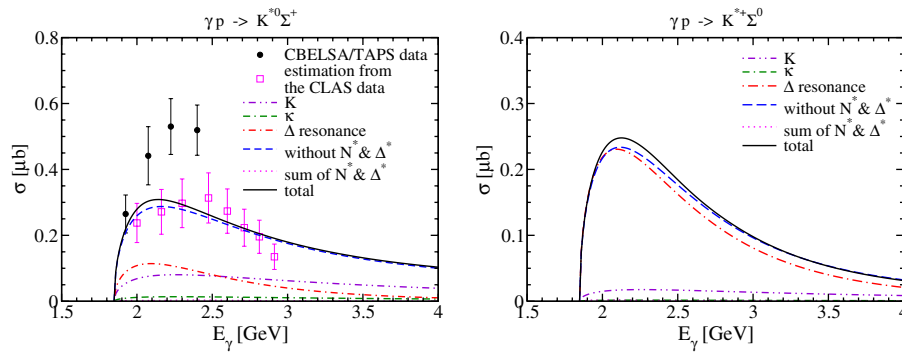 γ p -> K*0Σ+
0.8
0.6
0.4
0.2
0
σ [μb]
1.5 2 2.5 3 3.5 4
Eγ [GeV]
CBELSA/TAPS data
estimation from
the CLAS data
K
κ
Δ resonance
without N* & Δ*
sum of N* & Δ*
total
γ p -> K*+Σ0
0.4
0.3
0.2
0.1
0
σ [μb]
1.5 2 2.5 3 3.5 4
Eγ [GeV]
K
κ
Δ resonance
without N* & Δ*
sum of N* & Δ*
total